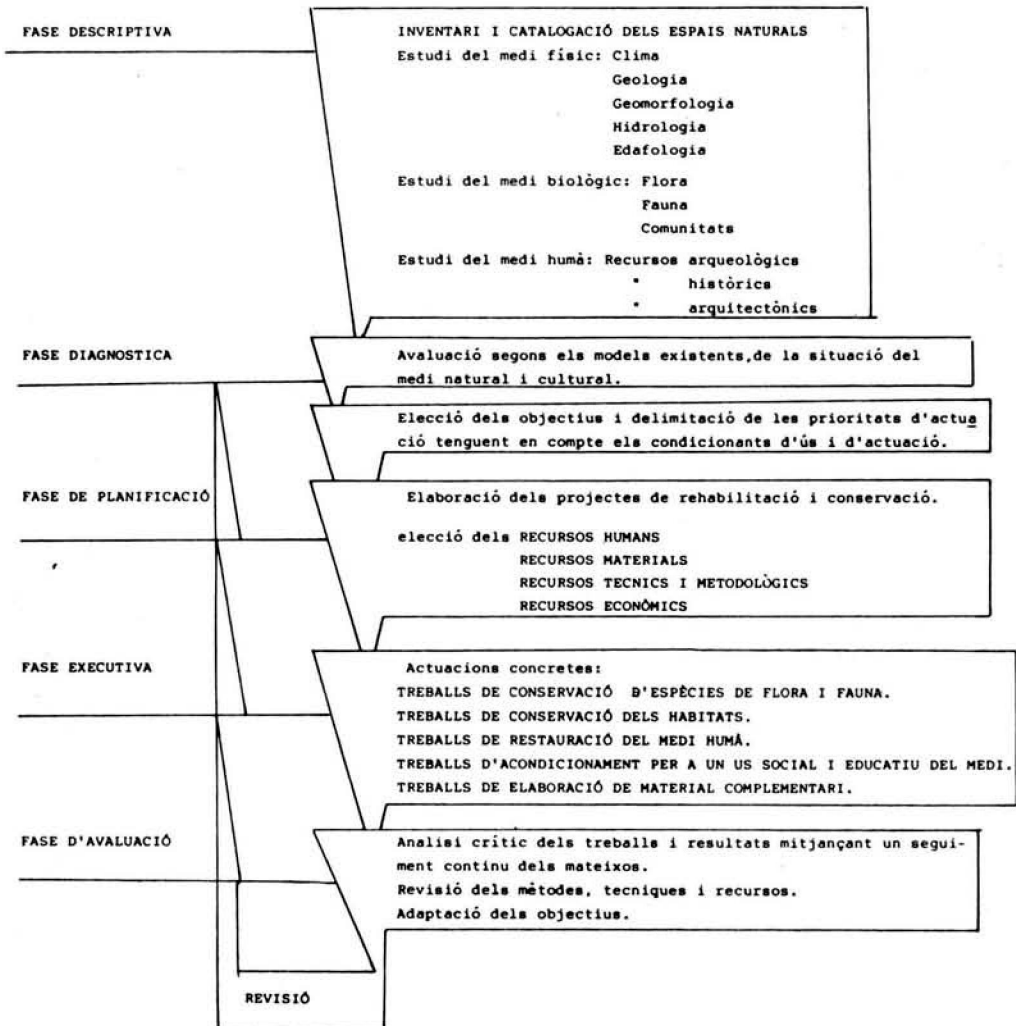 FASE DESCRIPTIVA
INVENTARI I CATALOGACIÓ DELS ESPAIS NATURALS
Estudi del medi físic: Clima
Geologia
Geomorfologia
Hidrologia
Edafologia
Estudi del medi biològic: Flora
Fauna
Comunitats
Estudi del medi humà: Recursos arqueològics
" històrics
" arquitectònics
FASE DIAGNOSTICA
Avaluació segons els models existents,de la situació del
medi natural i cultural.
Elecció dels objectius i delimitació de les prioritats d'actua
ció tenguent en compte els condicionants d'ús i d'actuació.
FASE DE PLANIFICACIÓ
Elaboració dels projectes de rehabilitació i conservació.
elecció dels RECURSOS HUMANS
RECURSOS MATERIALS
RECURSOS TECNICS I METODOLÒGICS
RECURSOS ECONÒMICS
FASE EXECUTIVA
Actuacions concretes:
TREBALLS DE CONSERVACIÓ D'ESPÈCIES DE FLORA I FAUNA.
TREBALLS DE CONSERVACIÓ DELS HABITATS.
TREBALLS DE RESTAURACIÓ DEL MEDI HUMÀ.
TREBALLS D'ACONDICIONAMENT PER A UN US SOCIAL I EDUCATIU DEL MEDI.
TREBALLS DE ELABORACIÓ DE MATERIAL COMPLEMENTARI.
FASE D'AVALUACIÓ
Analisi crític dels treballs i resultats mitjançant un segui-
ment continu dels mateixos.
Revisió dels mètodes, tecniques i recursos.
Adaptació dels objectius.
REVISIÓ